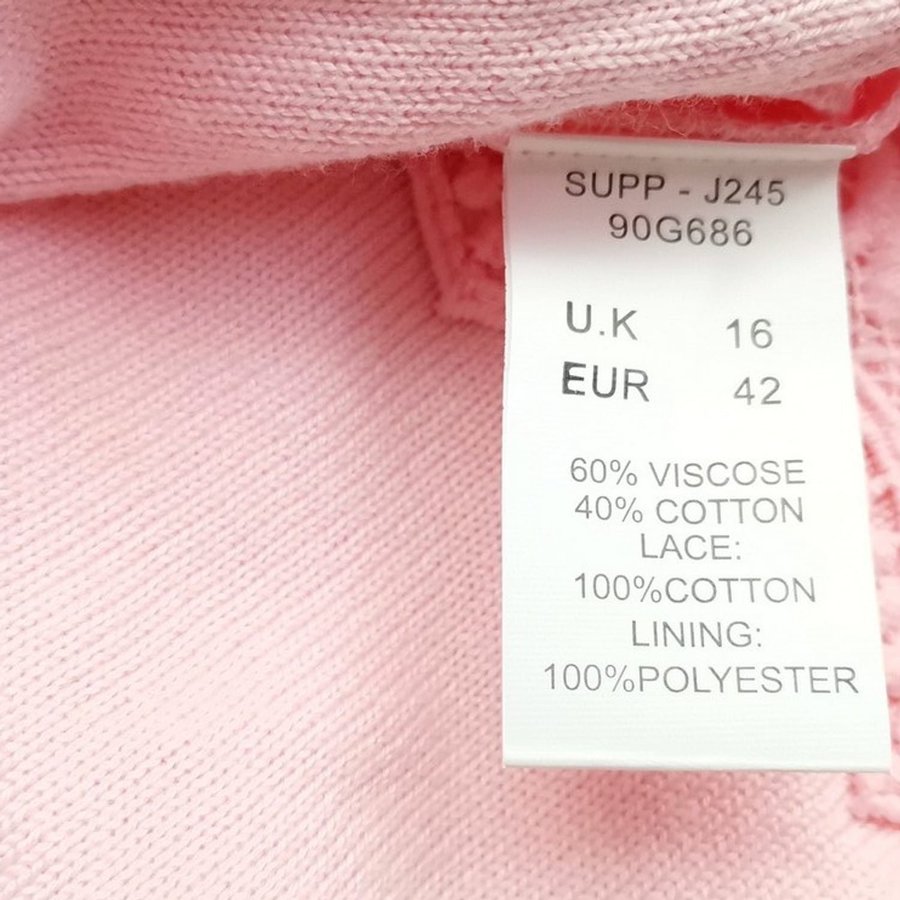 SUPP - J245
90G686
U.K 16
EUR 42
60% VISCOSE
40% COTTON
LACE:
100%COTTON
LINING:
100%POLYESTER